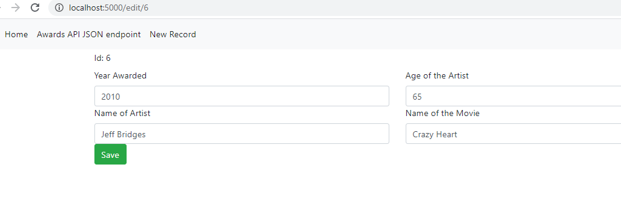 localhost:5000/edit/6
Home Awards API JSON endpoint New Record
Id: 6
Year Awarded Age of the Artist
2010 65
Name of Artist Name of the Movie
Jeff Bridges Crazy Heart
Save